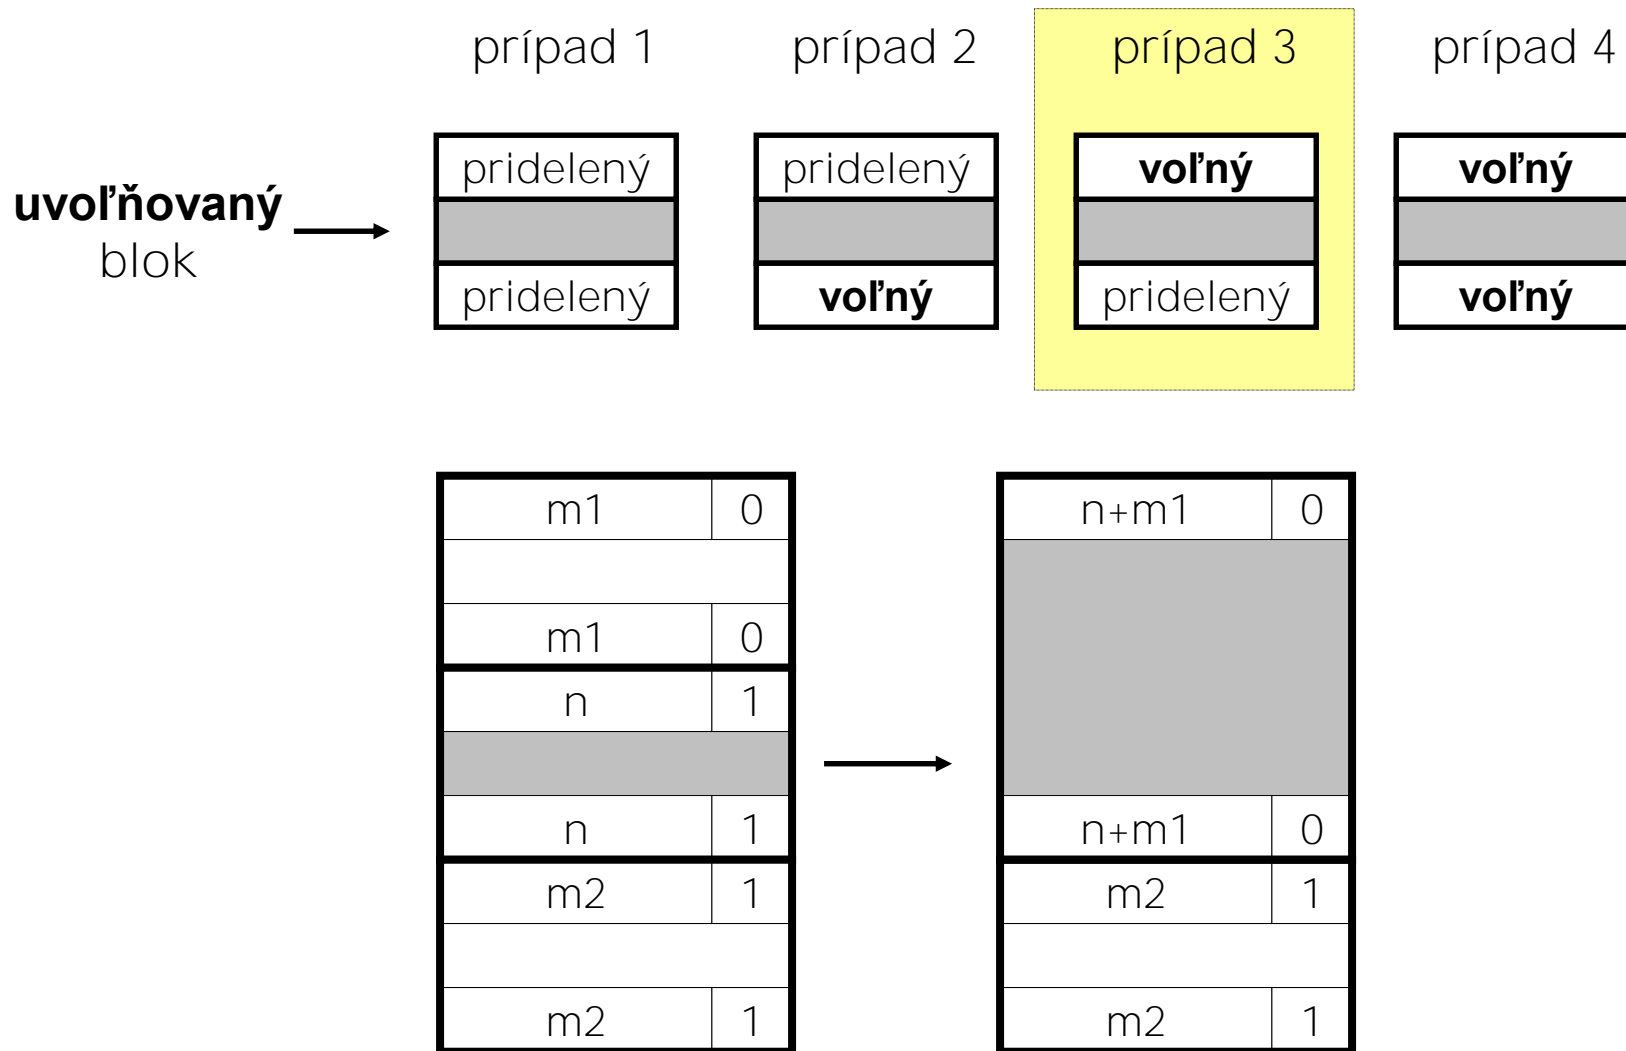 prípad 1 prípad 2 prípad 3 prípad 4
pridelený pridelený voľný voľný
uvoľňovaný
blok
pridelený voľný pridelený voľný
m1 0 n+m1 0
m1 0
n 1
n 1 n+m1 0
m2 1 m2 1
m2 1 m2 1